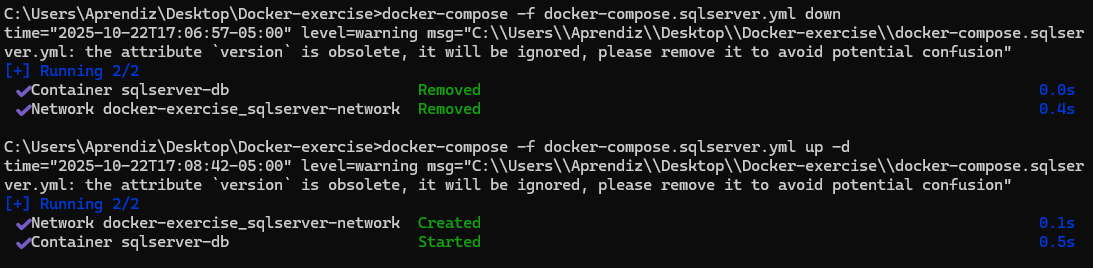 C:\Users\Aprendiz\Desktop\Docker-exercise>docker-compose -f docker-compose.sqlserver.yml down
time="2025-10-22T17:06:57-05:00" level=warning msg="C:\\Users\\Aprendiz\\Desktop\\Docker-exercise\\docker-compose.sqlser
ver.yml: the attribute `version` is obsolete, it will be ignored, please remove it to avoid potential confusion"
[+] Running 2/2
✔Container sqlserver-db Removed 0.0s
✔Network docker-exercise_sqlserver-network Removed 0.4s
C:\Users\Aprendiz\Desktop\Docker-exercise>docker-compose -f docker-compose.sqlserver.yml up -d
time="2025-10-22T17:08:42-05:00" level=warning msg="C:\\Users\\Aprendiz\\Desktop\\Docker-exercise\\docker-compose.sqlser
ver.yml: the attribute `version` is obsolete, it will be ignored, please remove it to avoid potential confusion"
[+] Running 2/2
✔Network docker-exercise_sqlserver-network Created 0.1s
✔Container sqlserver-db Started 0.5s